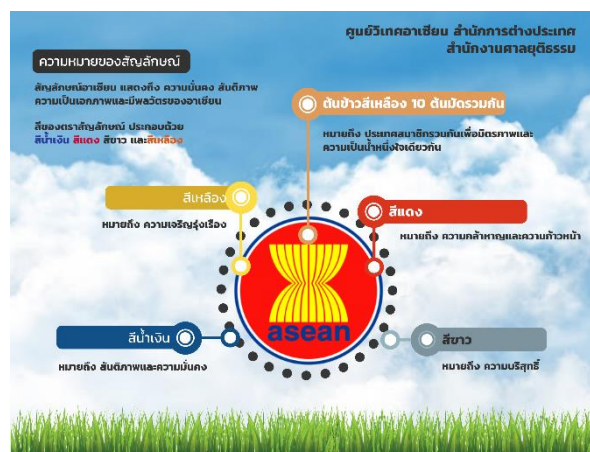 ศูนย์วิเทศอาเซียน สำนักการต่างประเทศ
สำนักงานศาลยุติธรรม
ความหมายของสัญลักษณ์
สัญลักษณ์อาเซียน แสดงถึง ความมั่นคง สันติภาพ
ความเป็นเอกภาพและมีพลวัตรของอาเซียน
สีของตราสัญลักษณ์ ประกอบด้วย
สีน้ำเงิน สีแดง สีขาว และสีเหลือง
ต้นข้าวสีเหลือง 10 ต้นมัดรวมกัน
หมายถึง ประเทศสมาชิกรวมกันเพื่อมิตรภาพและ
ความเป็นน้ำหนึ่งใจเดียวกัน
สีเหลือง
หมายถึง ความเจริญรุ่งเรือง
สีแดง
หมายถึง ความกล้าหาญและความก้าวหน้า
asean
สีน้ำเงิน
หมายถึง สันติภาพและความมั่นคง
สีขาว
หมายถึง ความบริสุทธิ์